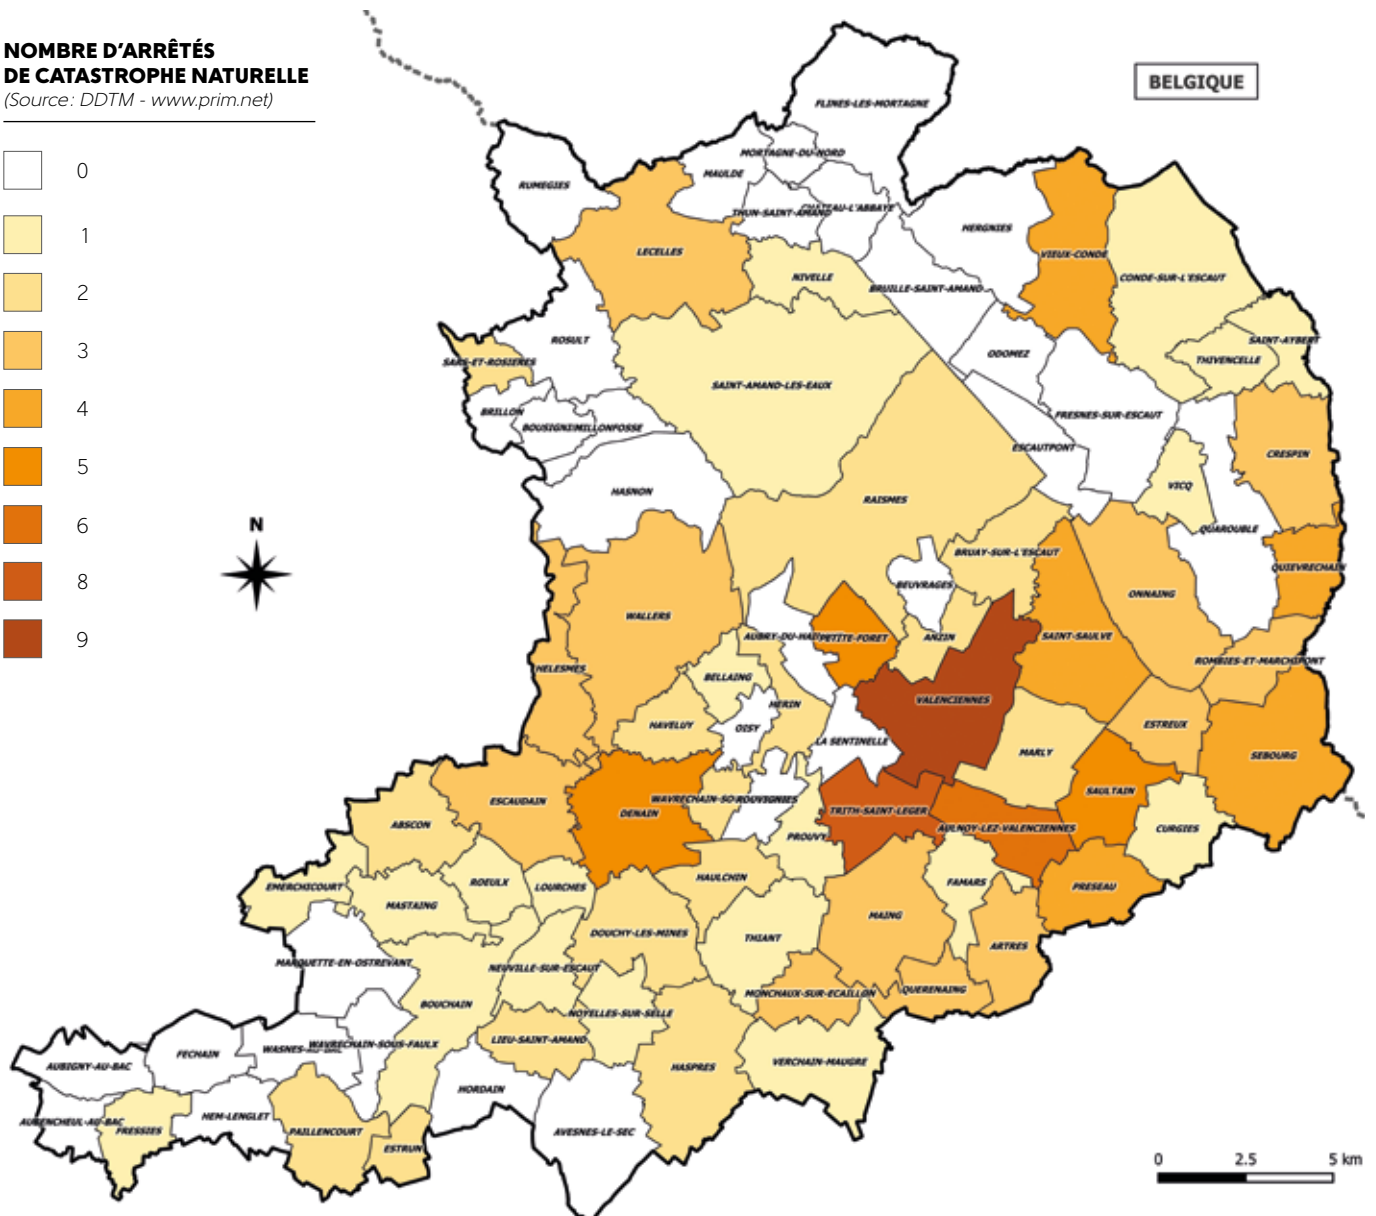 NOMBRE D'ARRÊTÉS
DE CATASTROPHE NATURELLE
(Source : DDTM - www.prim.net)
0
1
2
3
4
5
6
8
9
N
BELGIQUE
FLINES-LES-MORTAGNE
MORTAGNE-DU-NORD
MAULDE
RUMEGIES
THUN-SAINT-AMAND
CHATEAU-L'ABBAYE
HERGNIES
LECELLES
VIEUX-CONDE
NIVELLE
CONDE-SUR-L'ESCAUT
BRUILLE-SAINT-AMAND
ROSULT
SAINT-AYBERT
ODOMEZ
THIVENCELLE
SARS-ET-ROSIERES
SAINT-AMAND-LES-EAUX
BRILLON
FRESNES-SUR-ESCAUT
BOUSIGNIES
MILLONFOSSE
ESCAUTPONT
CRESPIN
VICQ
HASNON
RAISMES
QUAROUBLE
BRUAY-SUR-L'ESCAUT
QUIEVRECHAIN
BEUVRAGES
ONNAING
WALLERS
AUBRY-DU-HAINAUT
PETITE-FORET
ANZIN
SAINT-SAULVE
ROMBIES-ET-MARCHIPONT
HELESMES
BELLAING
VALENCIENNES
HERIN
HAVELUY
OISY
ESTREUX
LA SENTINELLE
MARLY
SEBOURG
SAULTAIN
ESCAUDAIN
WAVRECHAIN-SO
ROUVIGNIES
DENAIN
TRITH-SAINT-LEGER
ABSCON
AULNOY-LEZ-VALENCIENNES
CURGIES
PROUVY
HAULCHIN
ROEULX
FAMARS
EMERCHICOURT
LOURCHES
PRESEAU
MASTAING
MAING
DOUCHY-LES-MINES
THIANT
ARTRES
MARQUETTE-EN-OSTREVANT
NEUVILLE-SUR-ESCAUT
QUERENAING
MONCHAUX-SUR-ECAILLON
BOUCHAIN
NOYELLES-SUR-SELLE
LIEU-SAINT-AMAND
WASNES-AU-BAC
WAVRECHAIN-SOUS-FAULX
FECHAIN
VERCHAIN-MAUGRE
AUBIGNY-AU-BAC
HASPRES
HORDAIN
HEM-LENGLET
AUBENCHEUL-AU-BAC
FRESSIES
PAILLENCOURT
AVESNES-LE-SEC
ESTRUN
0 2.5 5 km